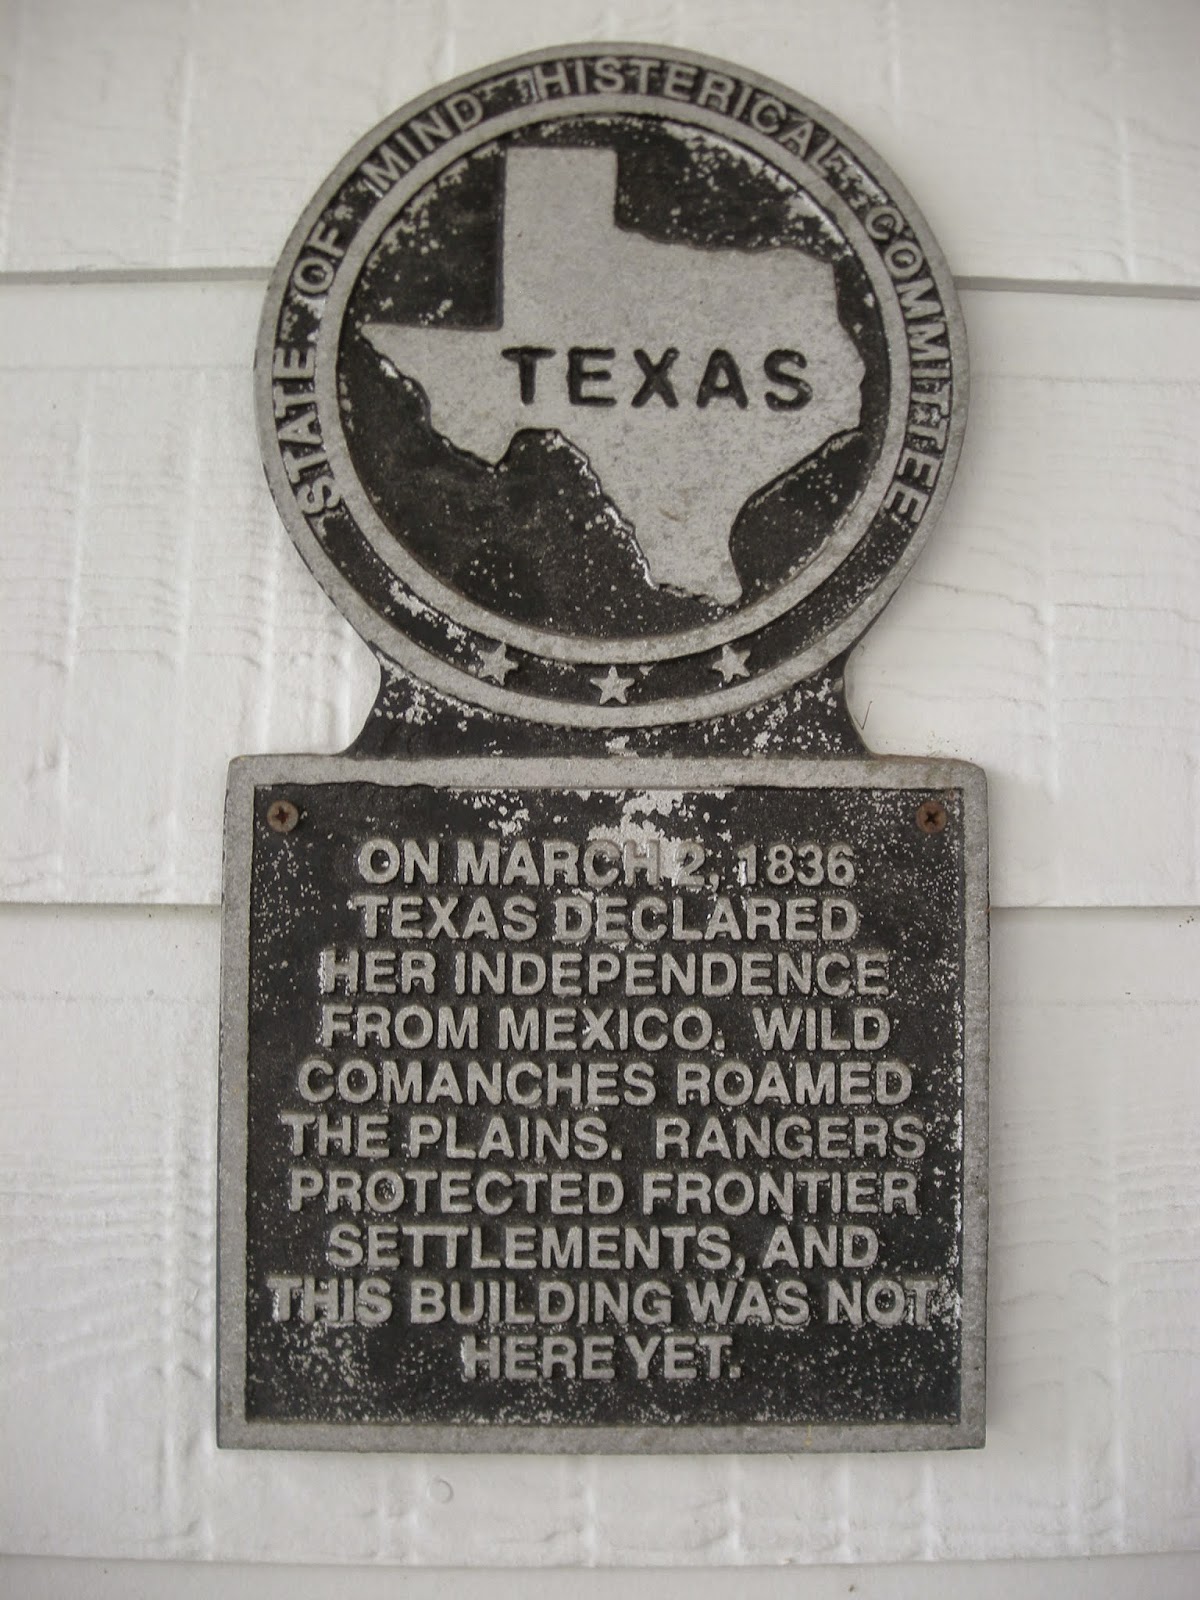 STATE OF MIND HISTERICAL COMMITTEE
TEXAS
ON MARCH 2, 1836
TEXAS DECLARED
HER INDEPENDENCE
FROM MEXICO. WILD
COMANCHES ROAMED
THE PLAINS. RANGERS
PROTECTED FRONTIER
SETTLEMENTS, AND
THIS BUILDING WAS NOT
HERE YET.